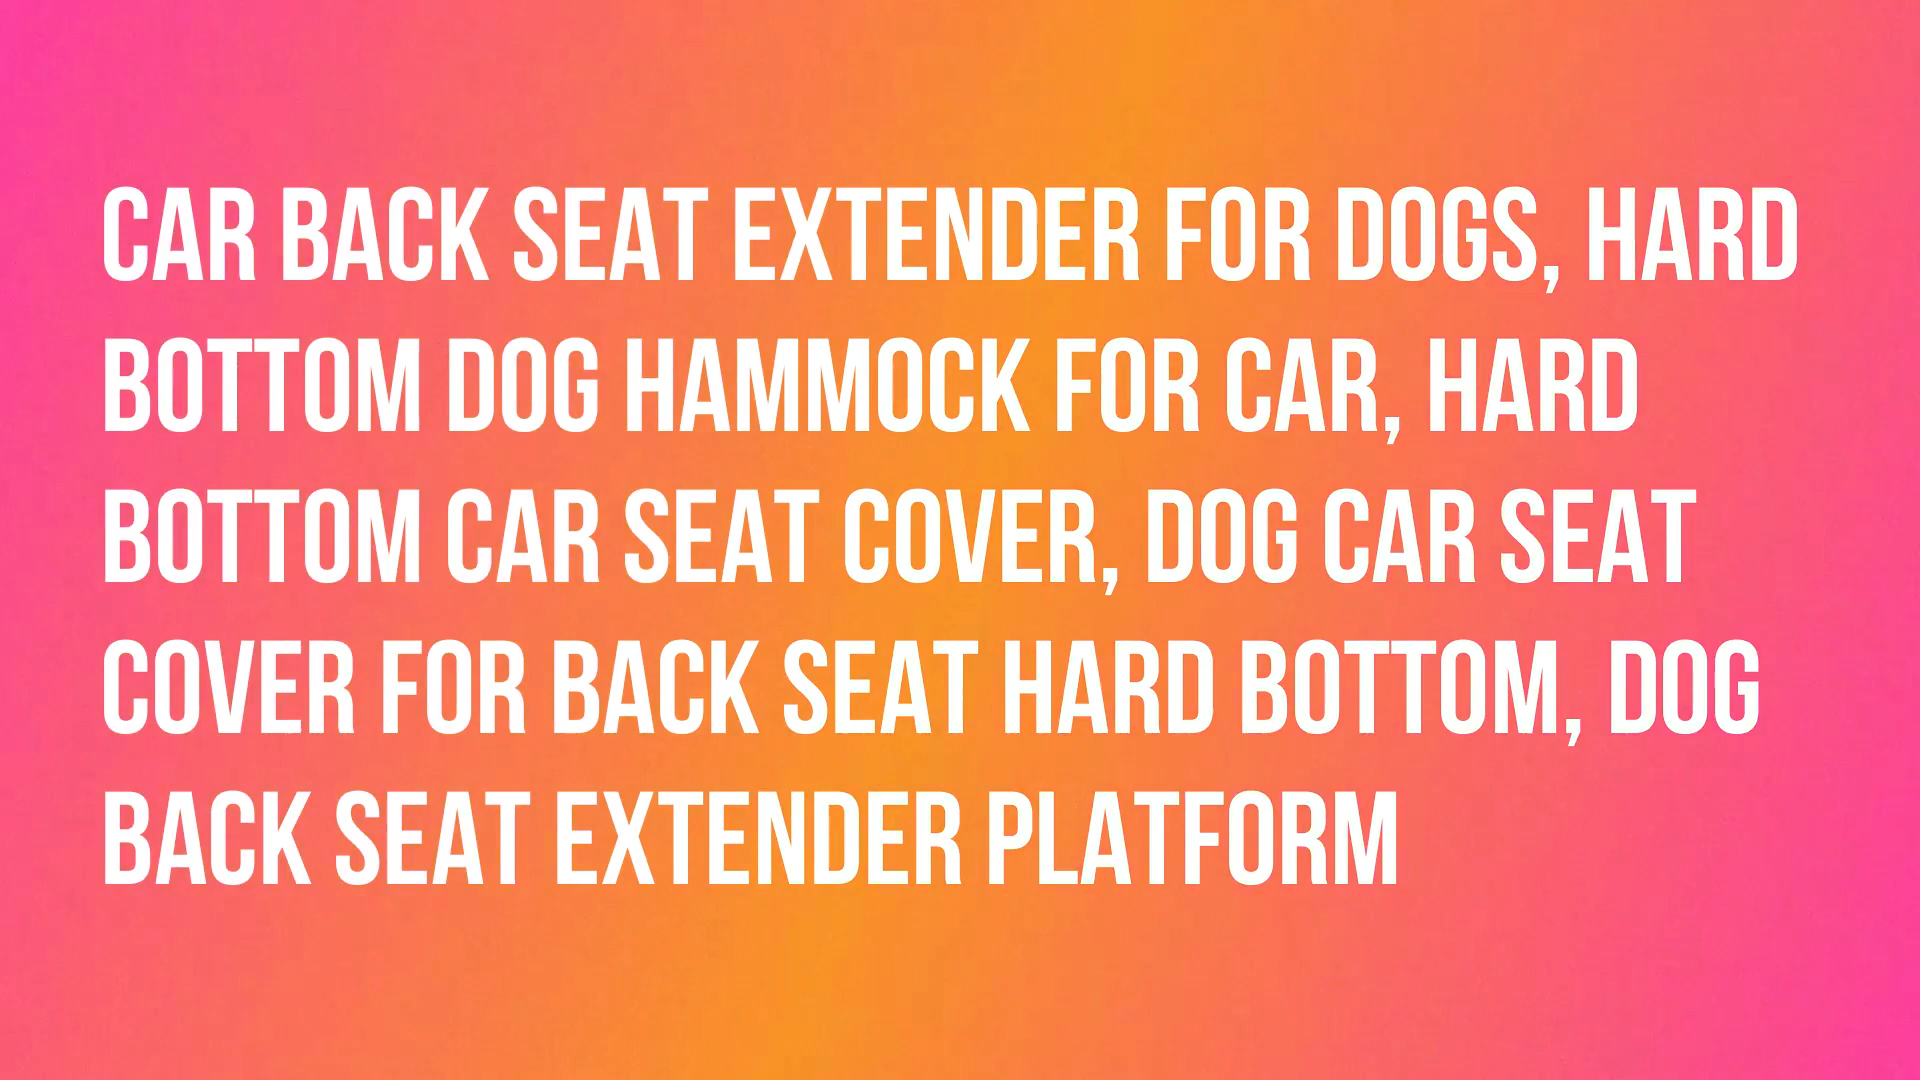 CAR BACK SEAT EXTENDER FOR DOGS, HARD
BOTTOM DOG HAMMOCK FOR CAR, HARD
BOTTOM CAR SEAT COVER, DOG CAR SEAT
COVER FOR BACK SEAT HARD BOTTOM, DOG
BACK SEAT EXTENDER PLATFORM